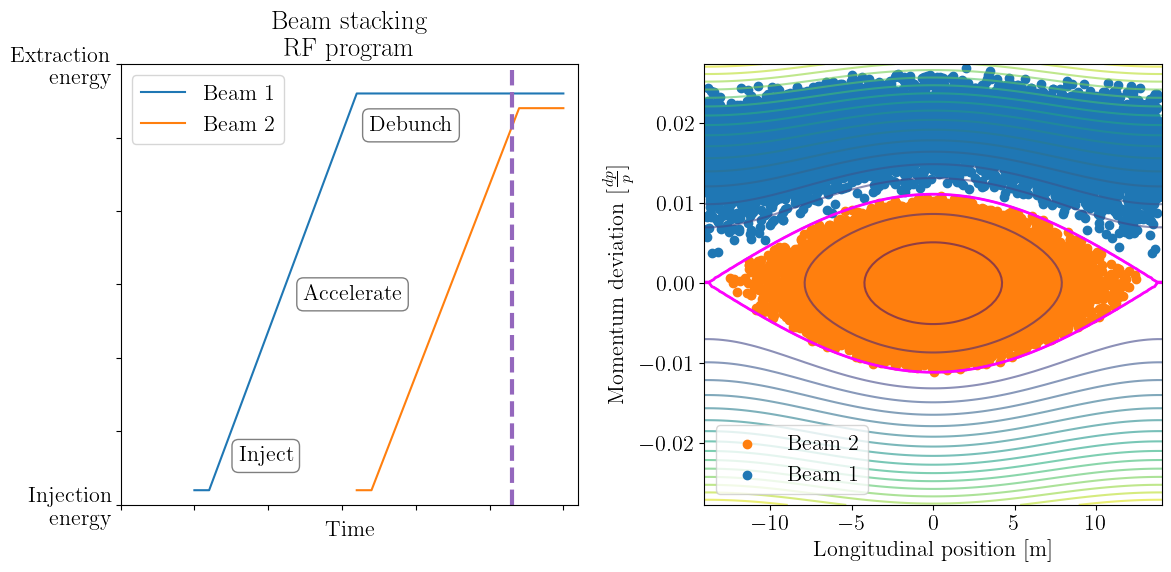 Beam stacking
RF program
Extraction
energy
Beam 1
Beam 2
Debunch
Accelerate
Inject
Injection
energy
Time
Momentum deviation [dp/p]
0.02
0.01
0.00
−0.01
−0.02
Beam 2
Beam 1
−10
−5
0
5
10
Longitudinal position [m]